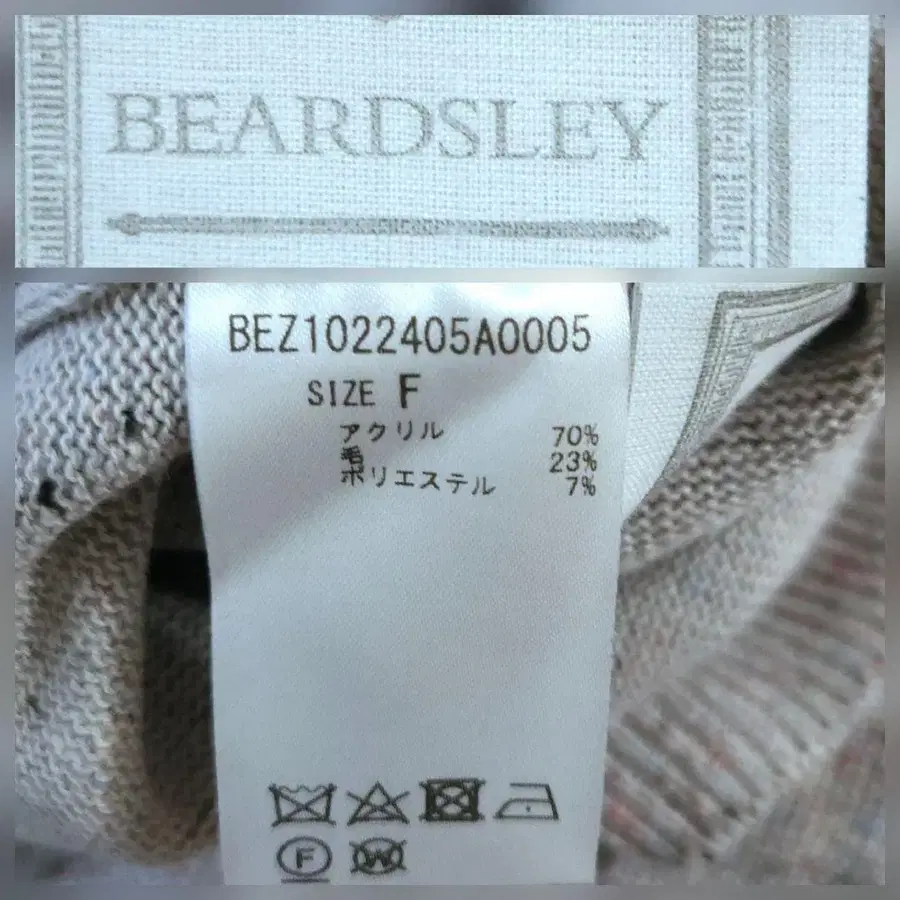 BEARDSLEY
BEZ1022405A0005
SIZE F
アクリル 70%
毛 23%
ポリエステル 7%
F
W